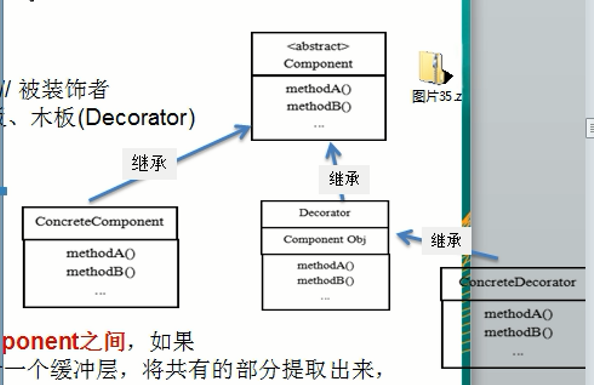 <abstract>
Component
methodA()
methodB()
...
// 被装饰者
、木板(Decorator)
图片35.z
继承
继承
继承
ConcreteComponent
methodA()
methodB()
...
Decorator
Component Obj
methodA()
methodB()
...
ConcreteDecorator
methodA()
methodB()
...
ponent之间，如果
一个缓冲层，将共有的部分提取出来，